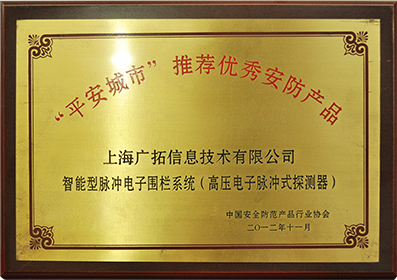 “平安城市”推荐优秀安防产品
上海广拓信息技术有限公司
智能型脉冲电子围栏系统（高压电子脉冲式探测器）
中国安全防范产品行业协会
二〇一二年十一月